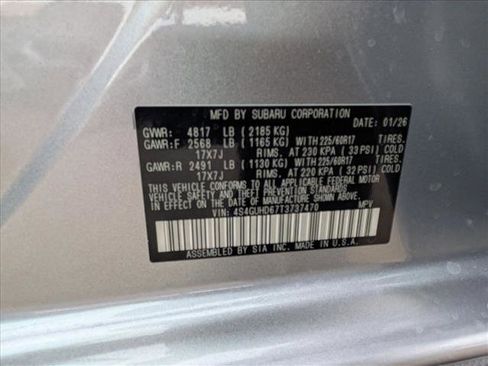 MFD BY SUBARU CORPORATION
DATE: 01/26
GVWR: 4817 LB (2185 KG)
GAWR:F 2568 LB (1165 KG) WITH 225/60R17 TIRES.
17X7J RIMS. AT 230 KPA (33 PSI) COLD
GAWR:R 2491 LB (1130 KG) WITH 225/60R17 TIRES.
17X7J RIMS. AT 220 KPA (32 PSI) COLD
THIS VEHICLE CONFORMS TO ALL APPLICABLE FEDERAL MOTOR
VEHICLE SAFETY AND THEFT PREVENTION STANDARDS IN
EFFECT ON THE DATE OF MANUFACTURE SHOWN ABOVE.
VIN: 4S4GUHD67T3737470 MPV
ASSEMBLED BY SIA INC. MADE IN U.S.A.